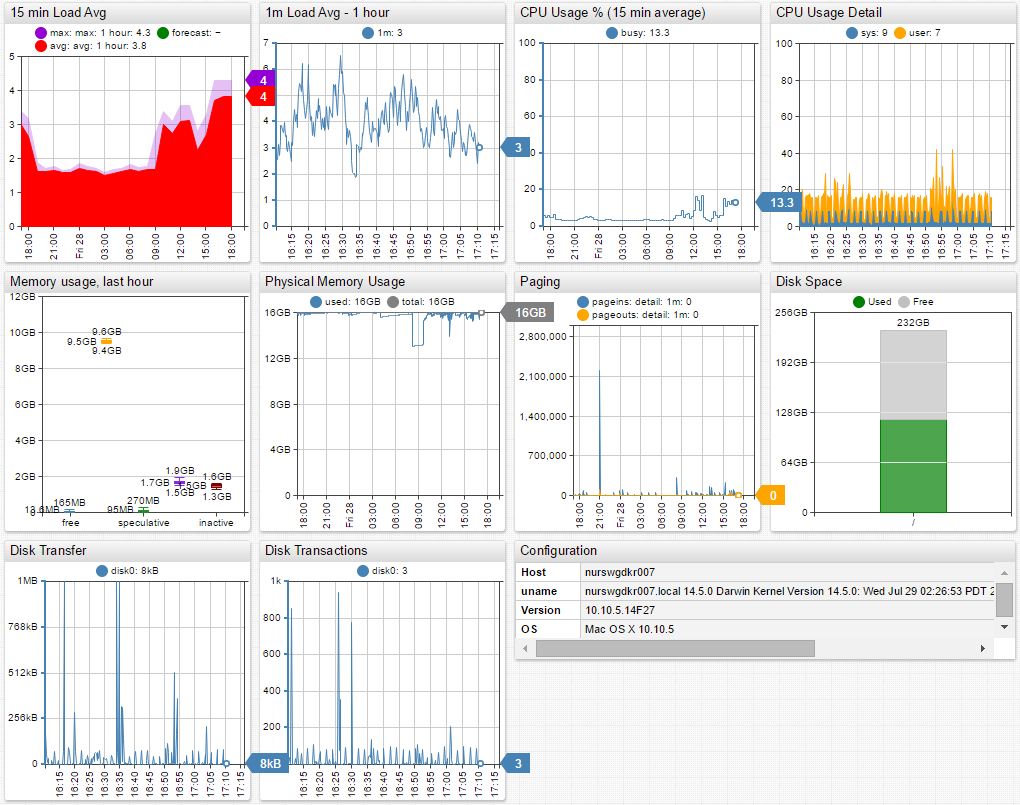 15 min Load Avg
max: max: 1 hour: 4.3 forecast: –
avg: avg: 1 hour: 3.8
5
4
3
2
1
0
4
4
18:00 21:00 Fri 28 03:00 06:00 09:00 12:00 15:00 18:00
1m Load Avg - 1 hour
1m: 3
7
6
5
4
3
2
1
0
3
16:15 16:20 16:25 16:30 16:35 16:40 16:45 16:50 16:55 17:00 17:05 17:10 17:15
CPU Usage % (15 min average)
busy: 13.3
100
80
60
40
20
0
13.3
18:00 21:00 Fri 28 03:00 06:00 09:00 12:00 15:00 18:00
CPU Usage Detail
sys: 9 user: 7
100
80
60
40
20
0
16:15 16:20 16:25 16:30 16:35 16:40 16:45 16:50 16:55 17:00 17:05 17:10 17:15
Memory usage, last hour
12GB
10GB
8GB
6GB
4GB
2GB
0
9.6GB
9.5GB
9.4GB
1.9GB
1.7GB
1.5GB
1.6GB
1.3GB
165MB
270MB
95MB
free speculative inactive
Physical Memory Usage
used: 16GB total: 16GB
16GB
12GB
8GB
4GB
0
16GB
18:00 21:00 Fri 28 03:00 06:00 09:00 12:00 15:00 18:00
Paging
pageins: detail: 1m: 0
pageouts: detail: 1m: 0
2,800,000
2,100,000
1,400,000
700,000
0
0
18:00 21:00 Fri 28 03:00 06:00 09:00 12:00 15:00 18:00
Disk Space
Used Free
256GB
192GB
128GB
64GB
0
232GB
/
Disk Transfer
disk0: 8kB
1MB
768kB
512kB
256kB
0
8kB
16:15 16:20 16:25 16:30 16:35 16:40 16:45 16:50 16:55 17:00 17:05 17:10 17:15
Disk Transactions
disk0: 3
1k
800
600
400
200
0
3
16:15 16:20 16:25 16:30 16:35 16:40 16:45 16:50 16:55 17:00 17:05 17:10 17:15
Configuration
Host nurswgdkr007
uname nurswgdkr007.local 14.5.0 Darwin Kernel Version 14.5.0: Wed Jul 29 02:26:53 PDT 2
Version 10.10.5.14F27
OS Mac OS X 10.10.5